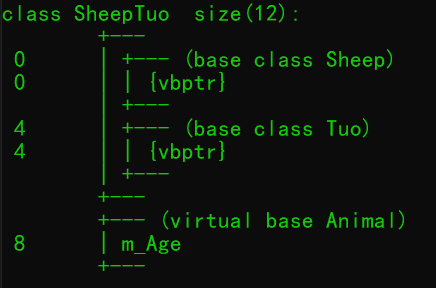 class SheepTuo  size(12):
        +---
 0      | +--- (base class Sheep)
 0      | | {vbptr}
        | +---
 4      | +--- (base class Tuo)
 4      | | {vbptr}
        | +---
        +---
        +--- (virtual base Animal)
 8      | m_Age
        +---